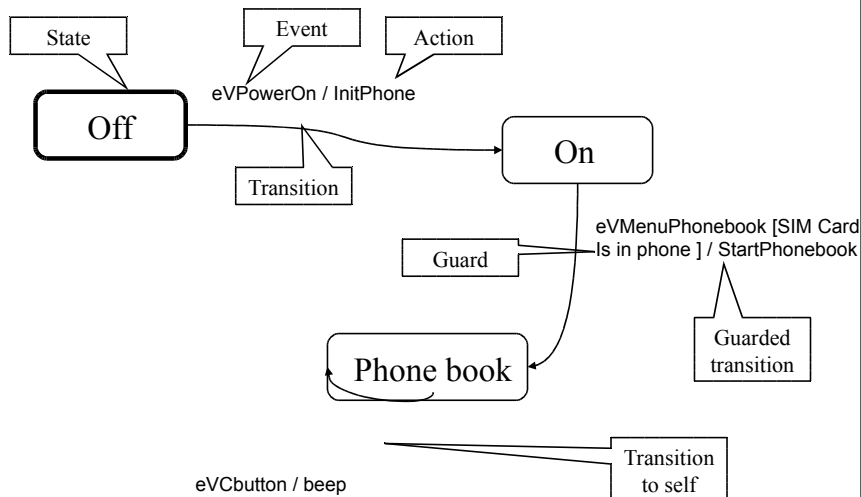 State
Event
Action
eVPowerOn / InitPhone
Off
On
Transition
eVMenuPhonebook [SIM Card
Is in phone ] / StartPhonebook
Guard
Guarded
transition
Phone book
Transition
to self
eVCbutton / beep